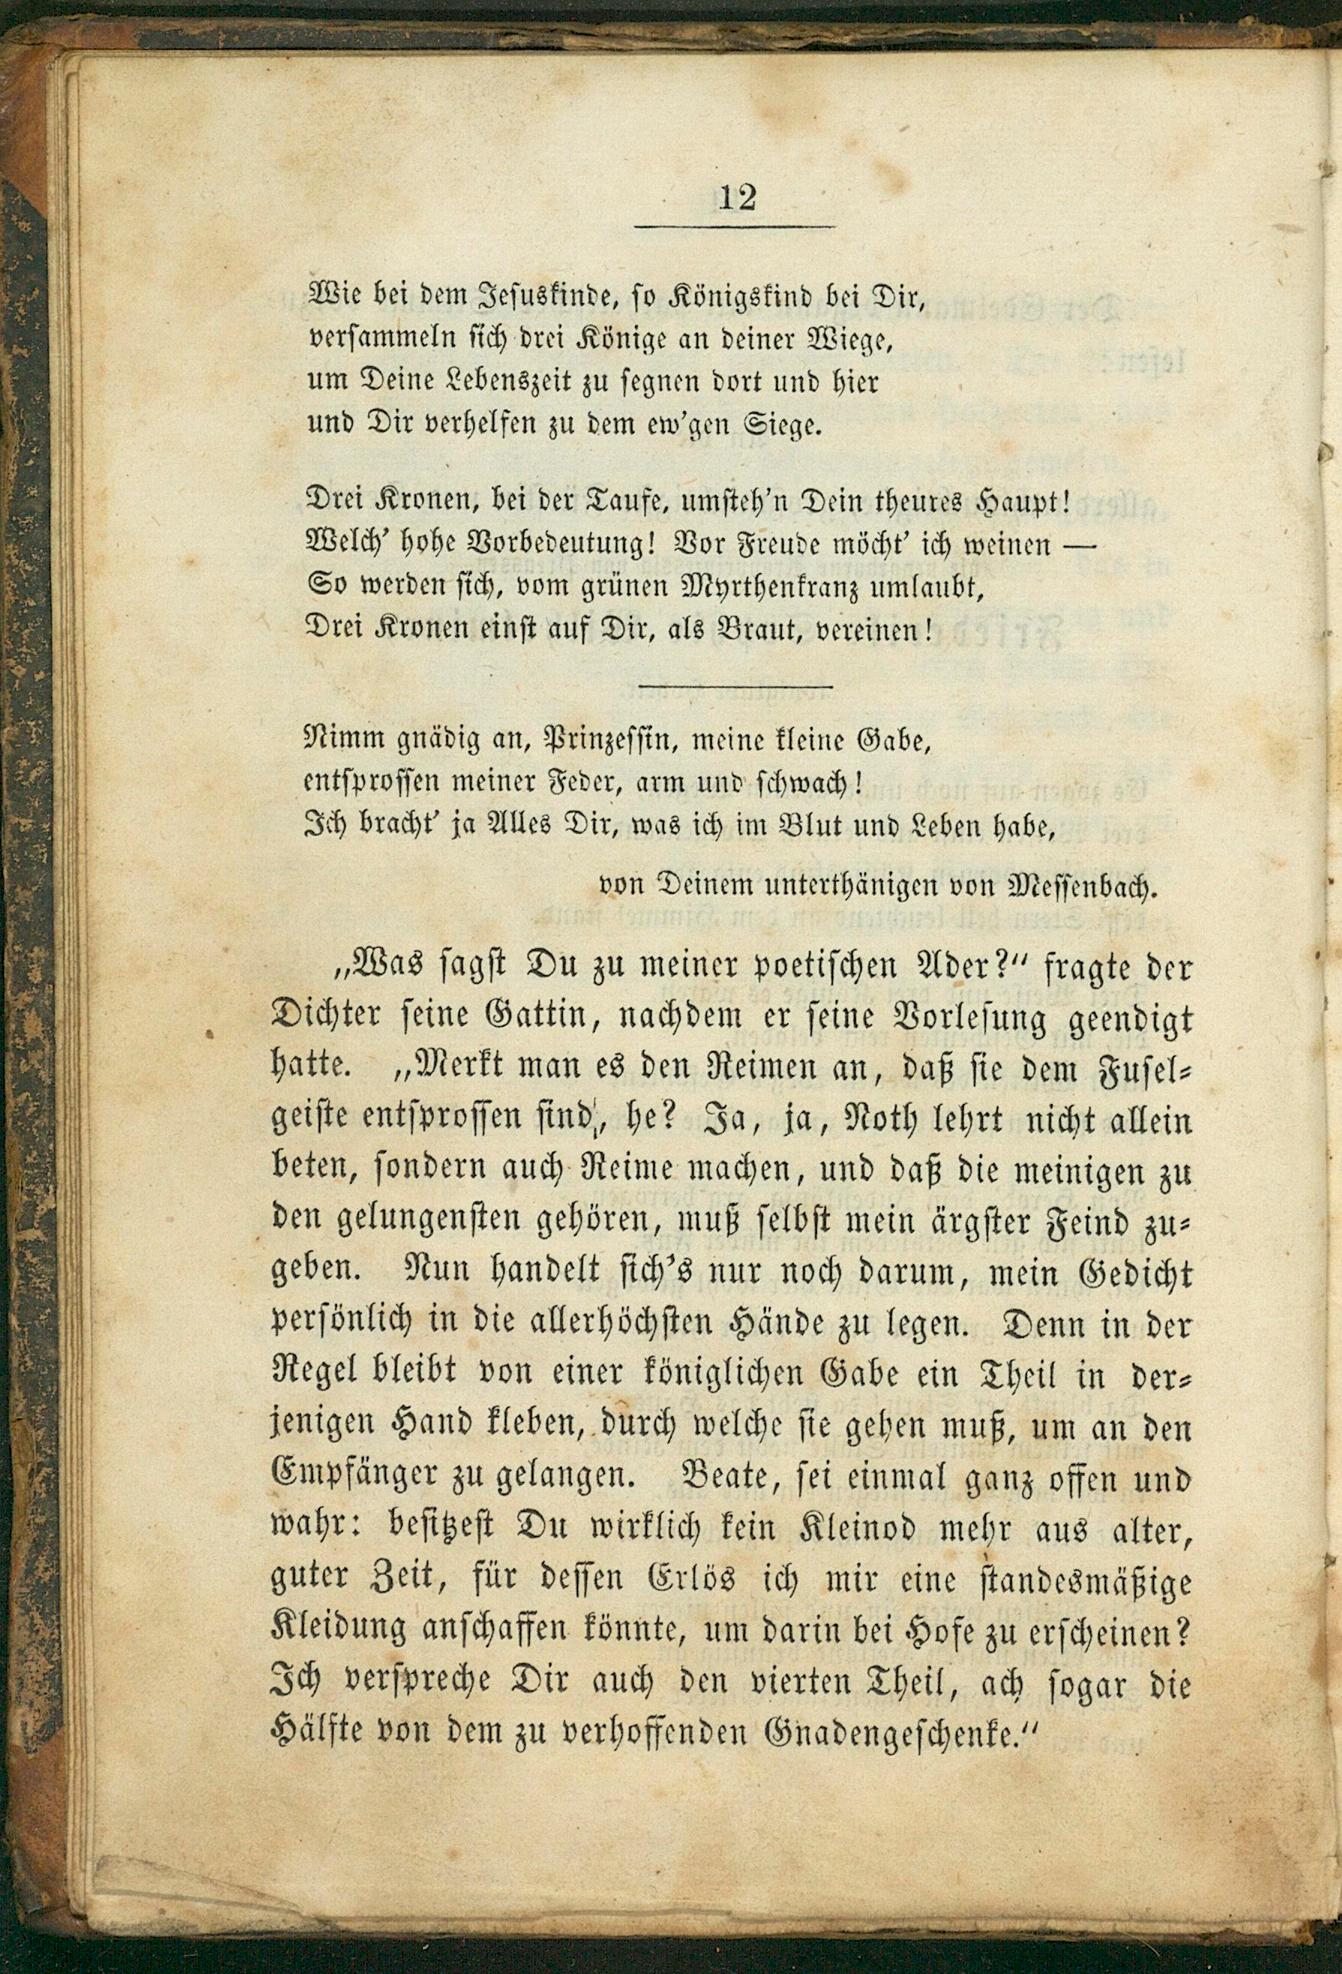 12
Wie bei dem Jesuskinde, so Königskind bei Dir,
versammeln sich drei Könige an deiner Wiege,
um Deine Lebenszeit zu segnen dort und hier
und Dir verhelfen zu dem ew'gen Siege.
Drei Kronen, bei der Taufe, umsteh'n Dein theures Haupt!
Welch' hohe Vorbedeutung! Vor Freude möcht' ich weinen —
So werden sich, vom grünen Myrthenkranz umlaubt,
Drei Kronen einst auf Dir, als Braut, vereinen!
Nimm gnädig an, Prinzessin, meine kleine Gabe,
entsprossen meiner Feder, arm und schwach!
Ich bracht' ja Alles Dir, was ich im Blut und Leben habe,
von Deinem unterthänigen von Messenbach.
„Was sagst Du zu meiner poetischen Ader?“ fragte der
Dichter seine Gattin, nachdem er seine Vorlesung geendigt
hatte. „Merkt man es den Reimen an, daß sie dem Fusel-
geiste entsprossen sind, he? Ja, ja, Noth lehrt nicht allein
beten, sondern auch Reime machen, und daß die meinigen zu
den gelungensten gehören, muß selbst mein ärgster Feind zu-
geben. Nun handelt sich's nur noch darum, mein Gedicht
persönlich in die allerhöchsten Hände zu legen. Denn in der
Regel bleibt von einer königlichen Gabe ein Theil in der-
jenigen Hand kleben, durch welche sie gehen muß, um an den
Empfänger zu gelangen. Beate, sei einmal ganz offen und
wahr: besitzest Du wirklich kein Kleinod mehr aus alter,
guter Zeit, für dessen Erlös ich mir eine standesmäßige
Kleidung anschaffen könnte, um darin bei Hofe zu erscheinen?
Ich verspreche Dir auch den vierten Theil, ach sogar die
Hälfte von dem zu verhoffenden Gnadengeschenke.“